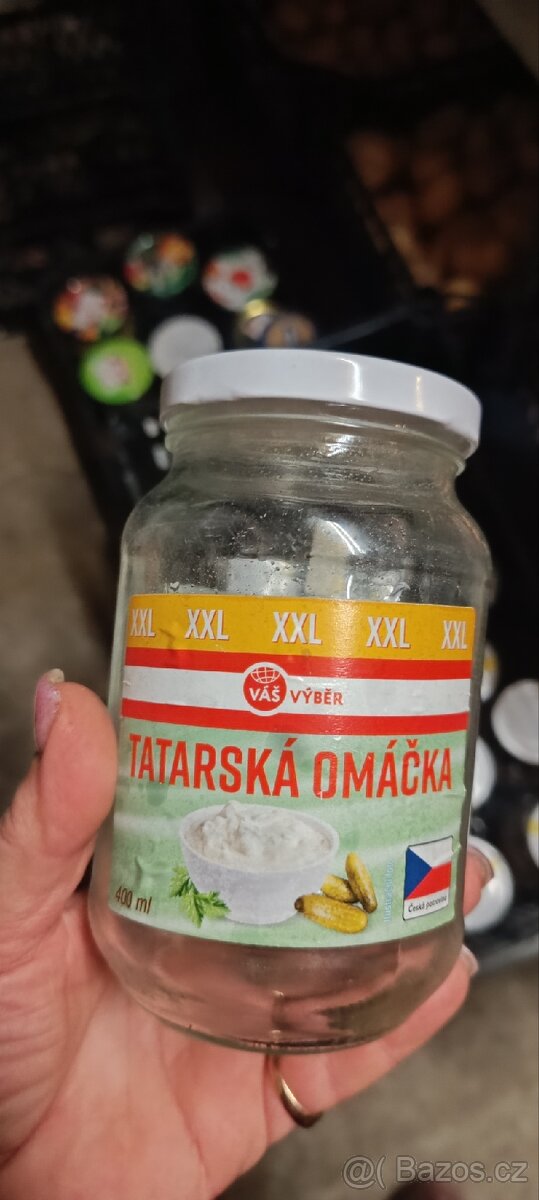 XXL XXL XXL XXL XXL
VÁŠ VÝBĚR
TATARSKÁ OMÁČKA
400 ml
Česká potravina
@( Bazos.cz